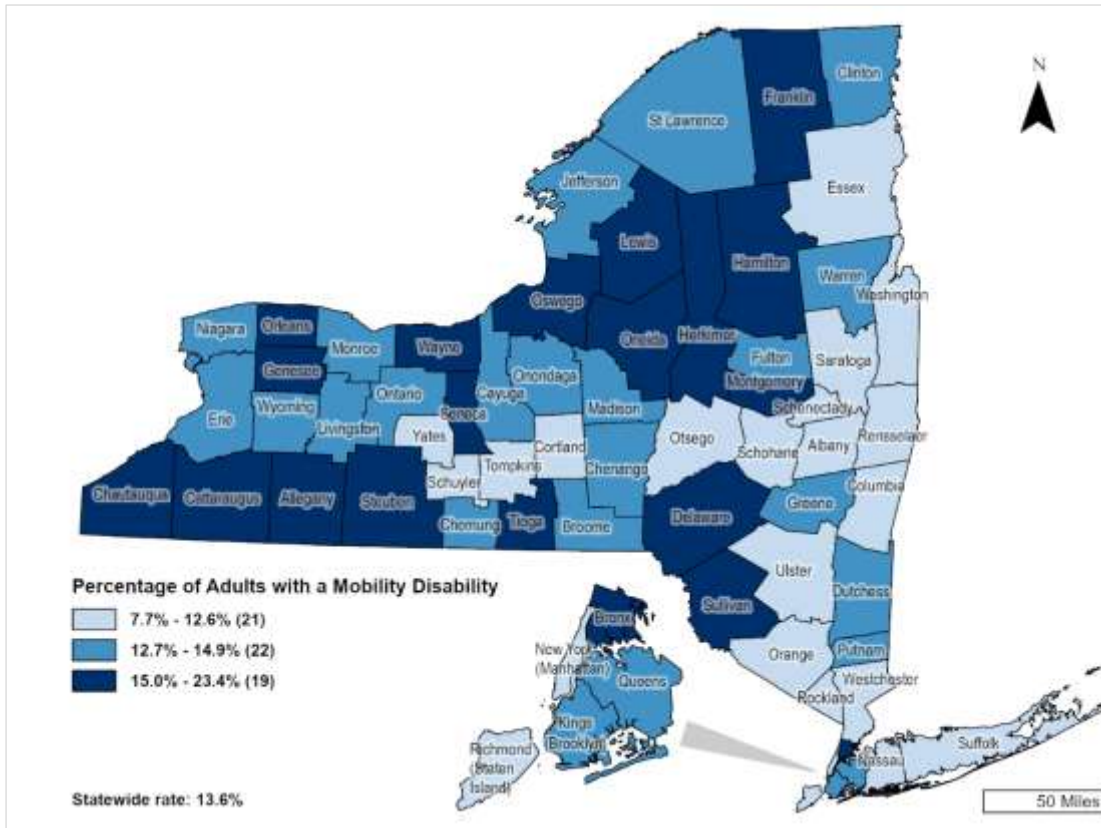 N
Clinton
Franklin
St Lawrence
Essex
Jefferson
Lewis
Hamilton
Warren
Washington
Oswego
Oneida
Herkimer
Niagara
Orleans
Monroe
Wayne
Fulton
Saratoga
Genesee
Onondaga
Montgomery
Ontario
Cayuga
Madison
Schenectady
Erie
Wyoming
Livingston
Seneca
Yates
Cortland
Otsego
Schoharie
Albany
Rensselaer
Tompkins
Chenango
Schuyler
Columbia
Chautauqua
Cattaraugus
Allegany
Steuben
Greene
Delaware
Chemung
Tioga
Broome
Ulster
Dutchess
Percentage of Adults with a Mobility Disability
7.7% - 12.6% (21)
12.7% - 14.9% (22)
15.0% - 23.4% (19)
Sullivan
Bronx
New York
(Manhattan)
Queens
Orange
Putnam
Westchester
Rockland
Kings
Brooklyn)
Richmond
(Staten
Island)
Suffolk
Nassau
Statewide rate: 13.6%
50 Miles